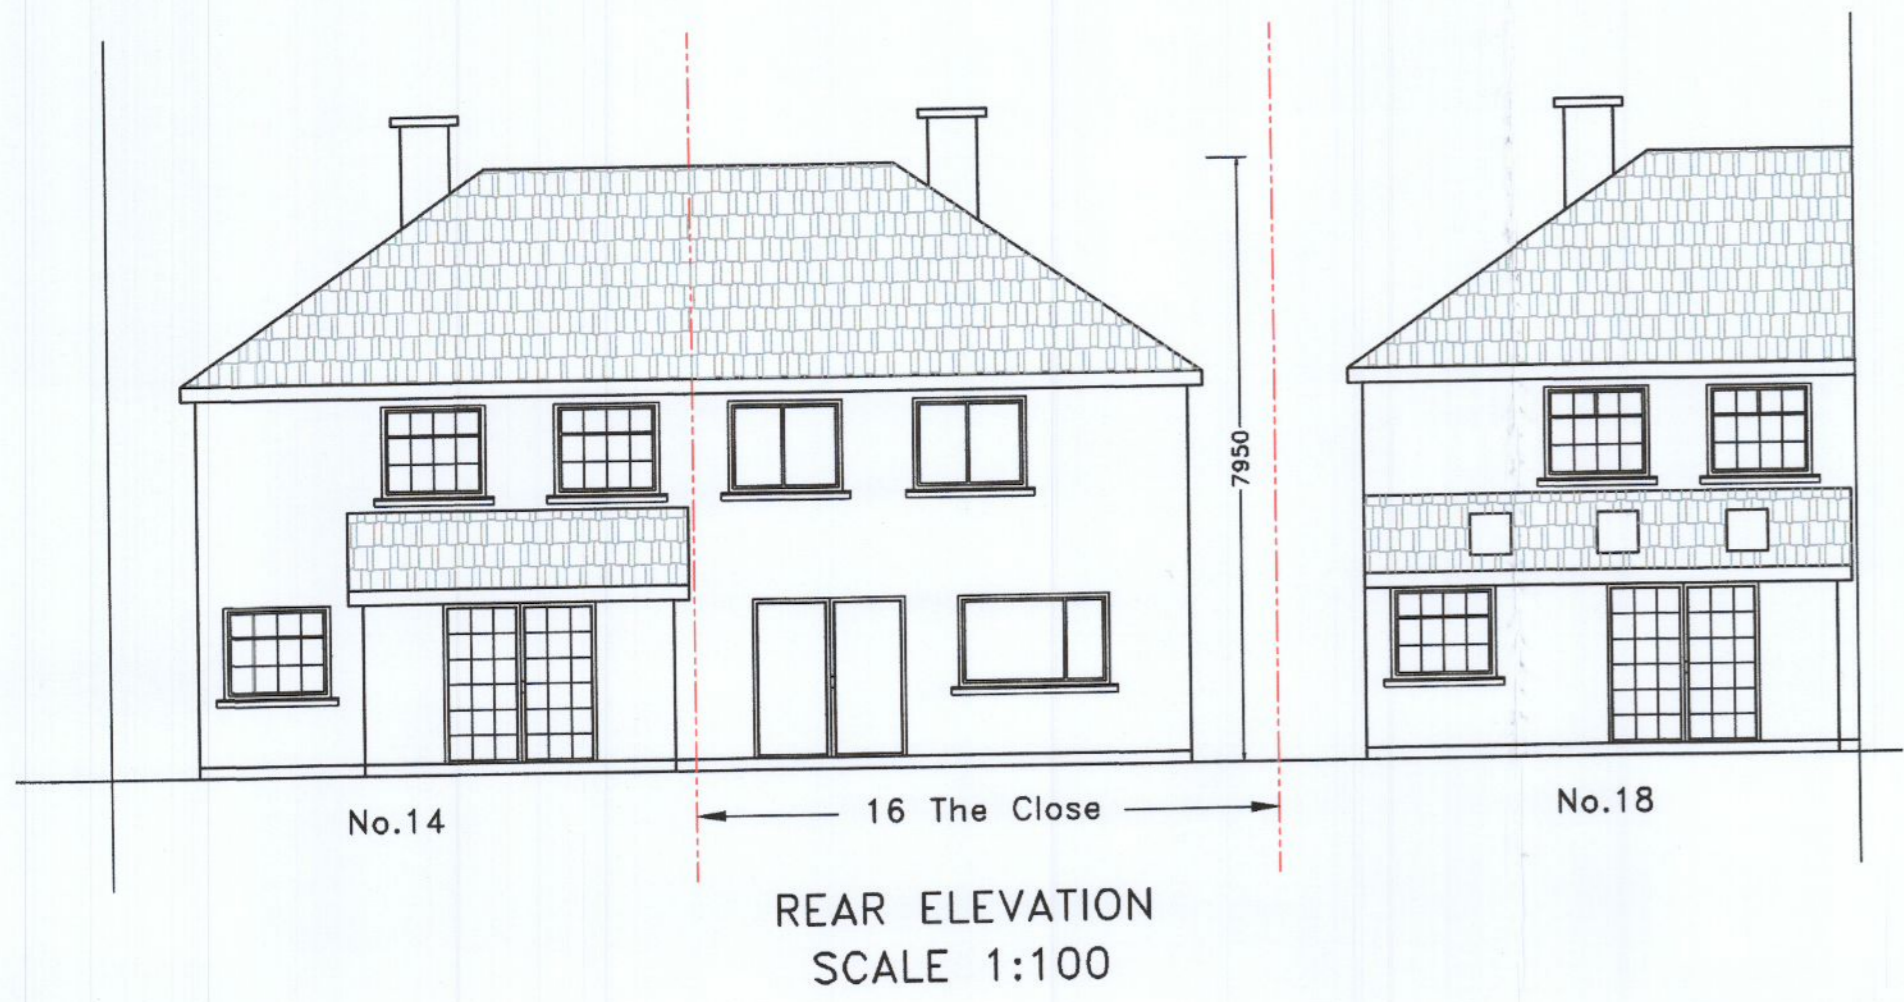 7950
No.14
16 The Close
No.18
REAR ELEVATION
SCALE 1:100